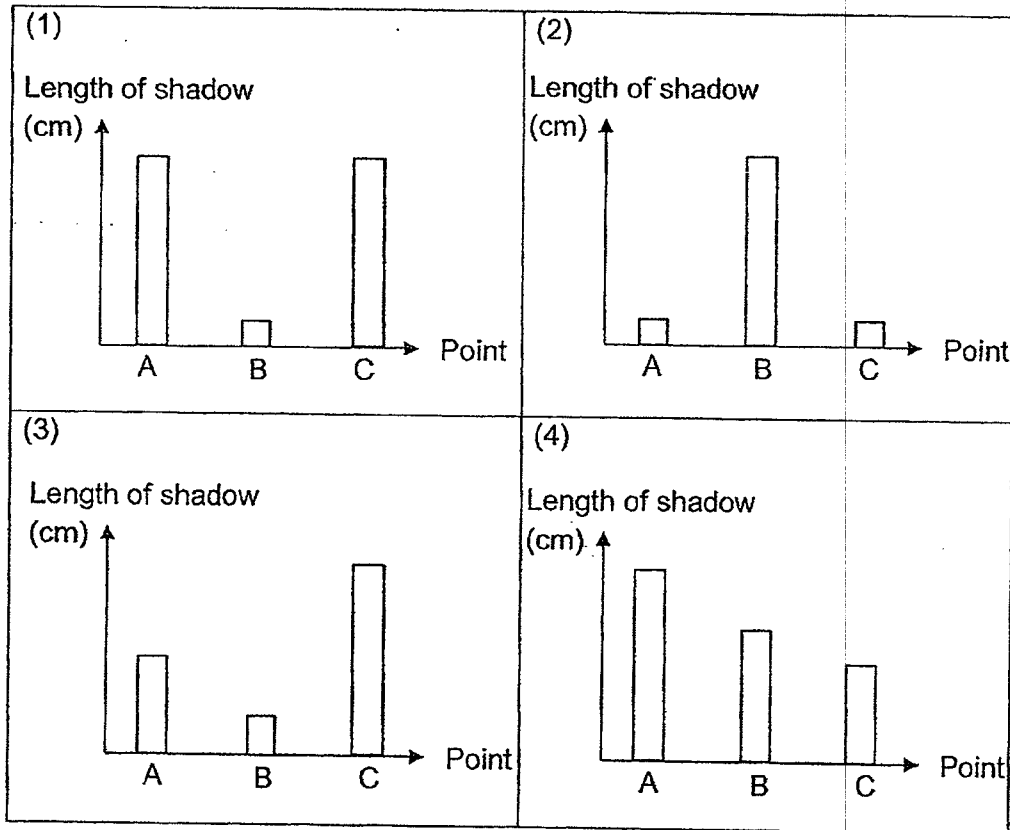 (1)
Length of shadow
(cm)
Point
A B C
(2)
Length of shadow
(cm)
Point
A B C
(3)
Length of shadow
(cm)
Point
A B C
(4)
Length of shadow
(cm)
Point
A B C